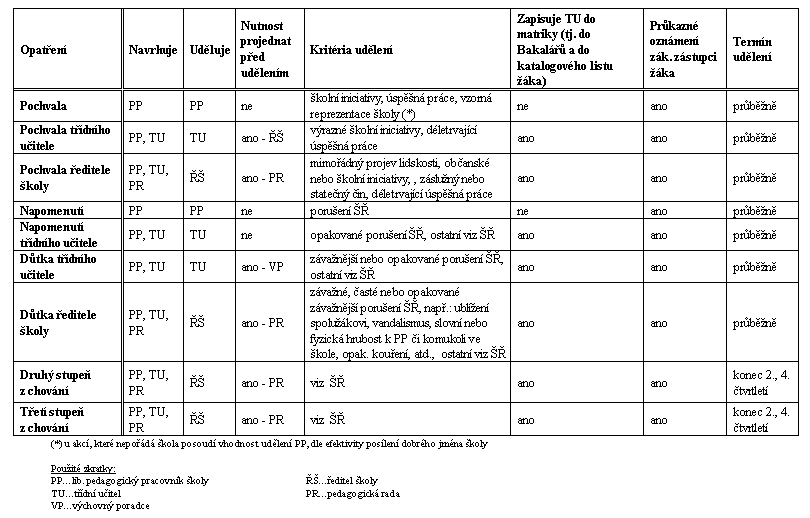 Opatření
Navrhuje
Uděluje
Nutnost
projednat
před
udělením
Kritéria udělení
Zapisuje TU do
matriky (tj. do
Bakalářů a do
katalogového listu
žáka)
Průkazné
oznámení
zák. zástupci
žáka
Termín
udělení
Pochvala
PP
PP
ne
školní iniciativy, úspěšná práce, vzorná
reprezentace školy (*)
ne
ano
průběžně
Pochvala třídního
učitele
PP, TU
TU
ano - ŘŠ
výrazné školní iniciativy, déletrvající
úspěšná práce
ano
ano
průběžně
Pochvala ředitele
školy
PP, TU,
PR
ŘŠ
ano - PR
mimořádný projev lidskosti, občanské
nebo školní iniciativy, , záslužný nebo
statečný čin, déletrvající úspěšná práce
ano
ano
průběžně
Napomenutí
PP
PP
ne
porušení ŠŘ
ne
ano
průběžně
Napomenutí
třídního učitele
PP, TU
TU
ne
opakované porušení ŠŘ, ostatní viz ŠŘ
ano
ano
průběžně
Důtka třídního
učitele
PP, TU
TU
ano - VP
závažnější nebo opakované porušení ŠŘ,
ostatní viz ŠŘ
ano
ano
průběžně
Důtka ředitele
školy
PP, TU,
PR
ŘŠ
ano - PR
závažné, časté nebo opakované
závažnější porušení ŠŘ, např.: ublížení
spolužákovi, vandalismus, slovní nebo
fyzická hrubost k PP či komukoli ve
škole, opak. kouření, atd., ostatní viz ŠŘ
ano
ano
průběžně
Druhý stupeň
z chování
PP, TU,
PR
ŘŠ
ano - PR
viz ŠŘ
ano
ano
konec 2., 4.
čtvrtletí
Třetí stupeň
z chování
PP, TU,
PR
ŘŠ
ano - PR
viz ŠŘ
ano
ano
konec 2., 4.
čtvrtletí
(*) u akcí, které nepořádá škola posoudí vhodnost udělení PP, dle efektivity posílení dobrého jména školy
Použité zkratky:
PP...lib. pedagogický pracovník školy
ŘŠ...ředitel školy
TU...třídní učitel
PR...pedagogická rada
VP...výchovný poradce